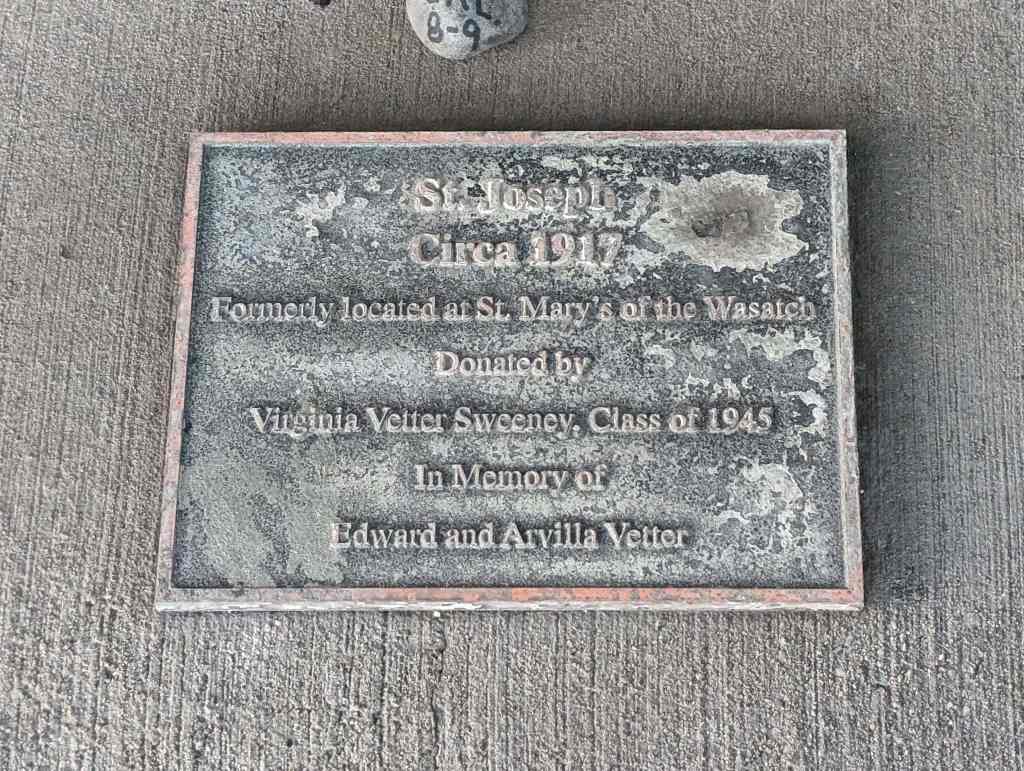 8-9
St. Joseph
Circa 1917
Formerly located at St. Mary's of the Wasatch
Donated by
Virginia Vetter Sweeney, Class of 1945
In Memory of
Edward and Arvilla Vetter